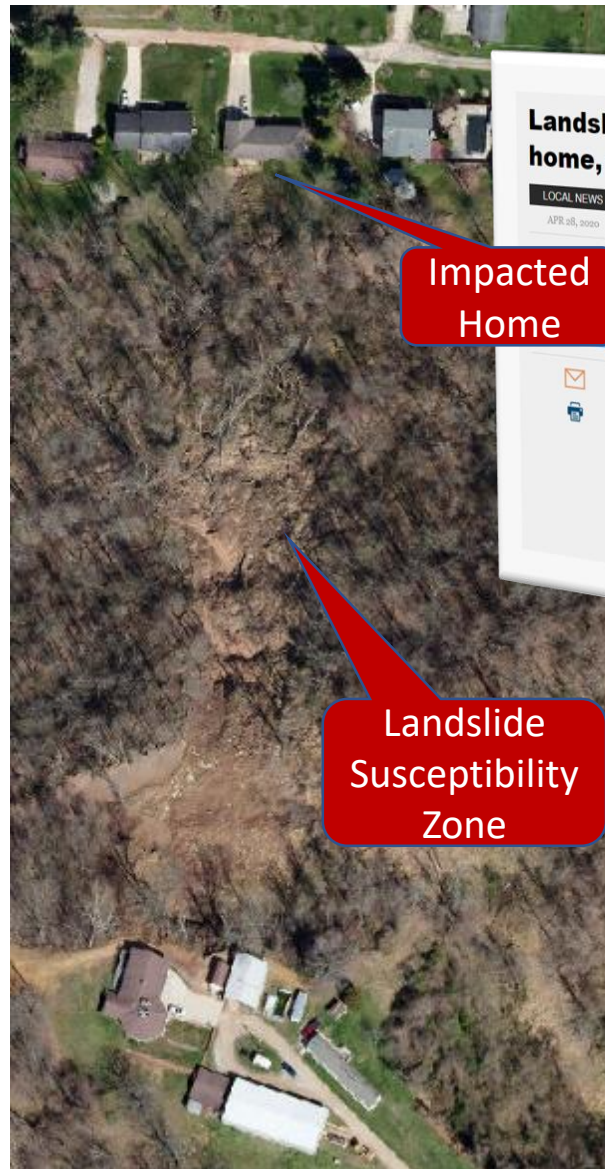 Landsl
home,
LOCAL NEWS
APR 28, 2020
Impacted
Home
Landslide
Susceptibility
Zone